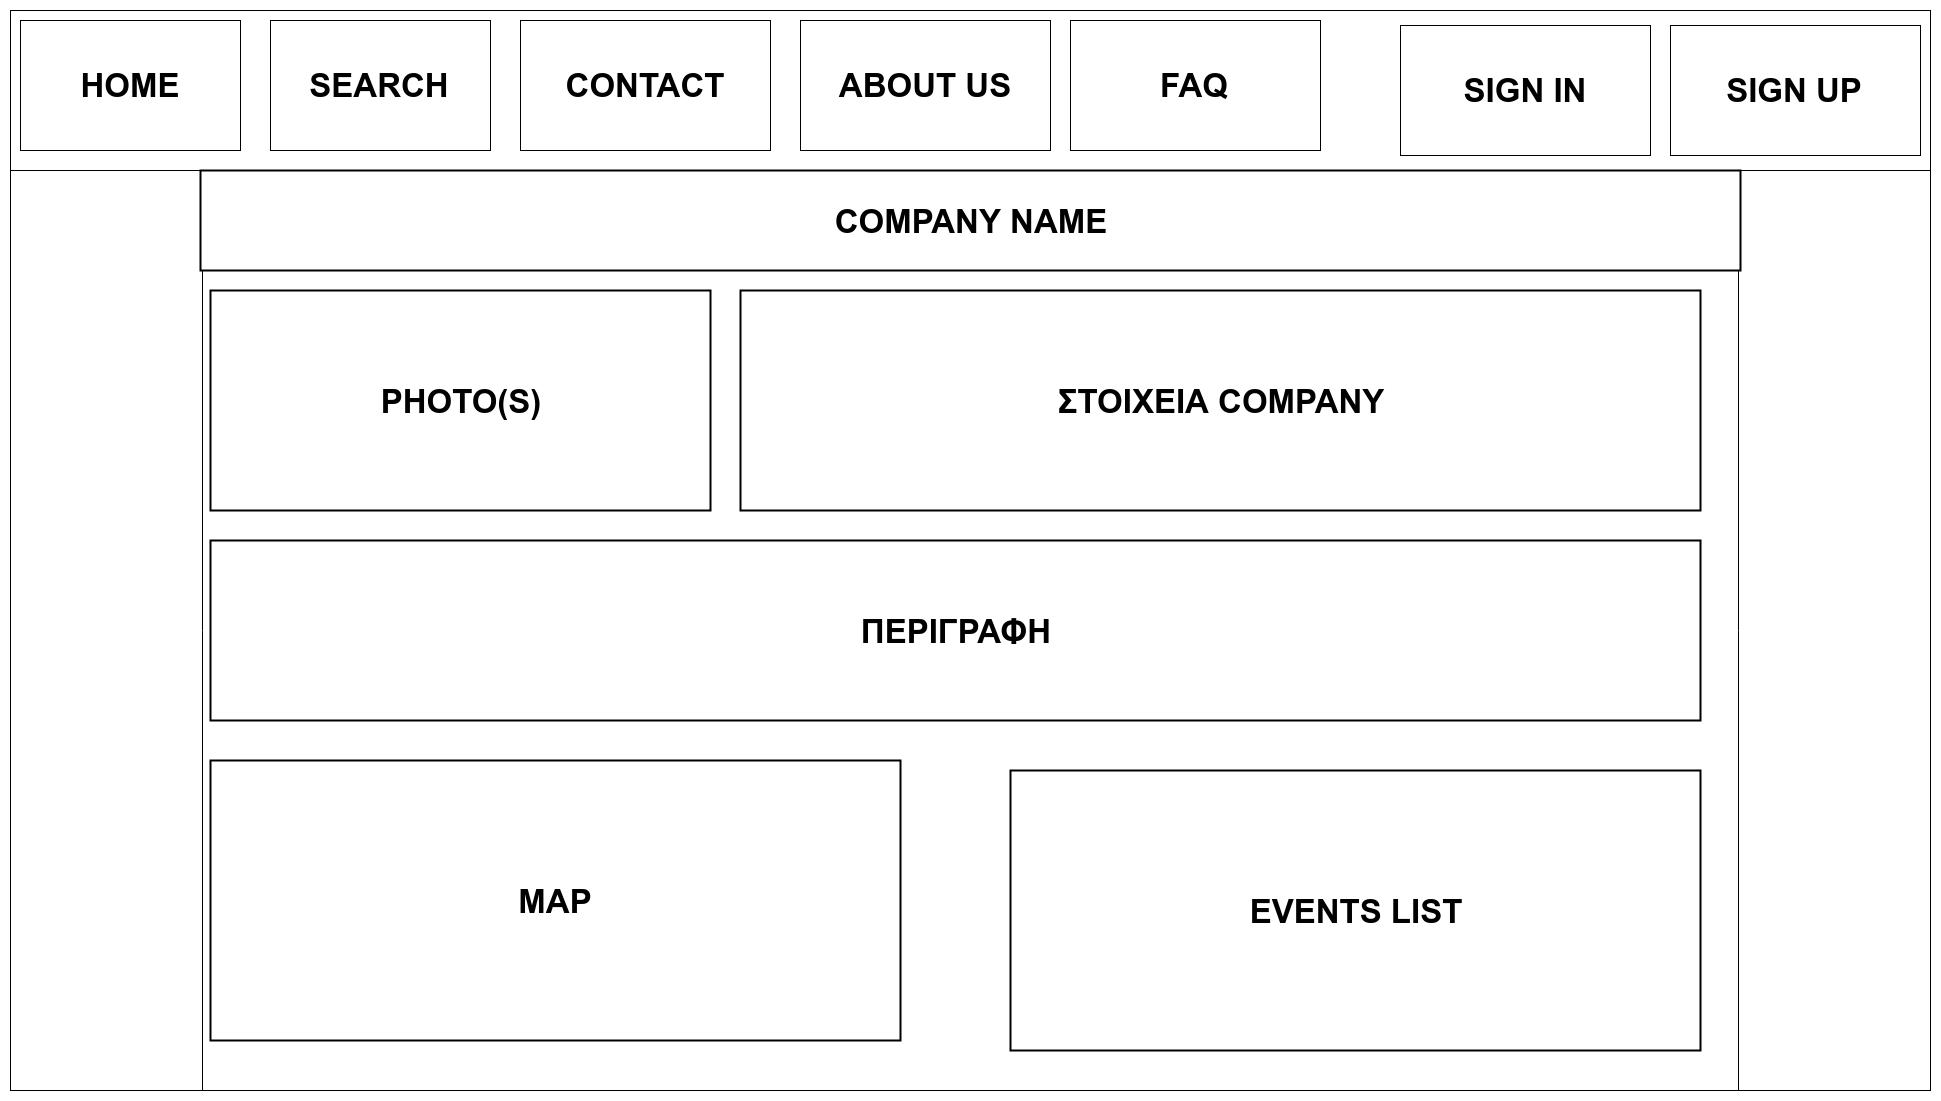 HOME
SEARCH
CONTACT
ABOUT US
FAQ
SIGN IN
SIGN UP
COMPANY NAME
PHOTO(S)
ΣΤΟΙΧΕΙΑ COMPANY
ΠΕΡΙΓΡΑΦΗ
MAP
EVENTS LIST